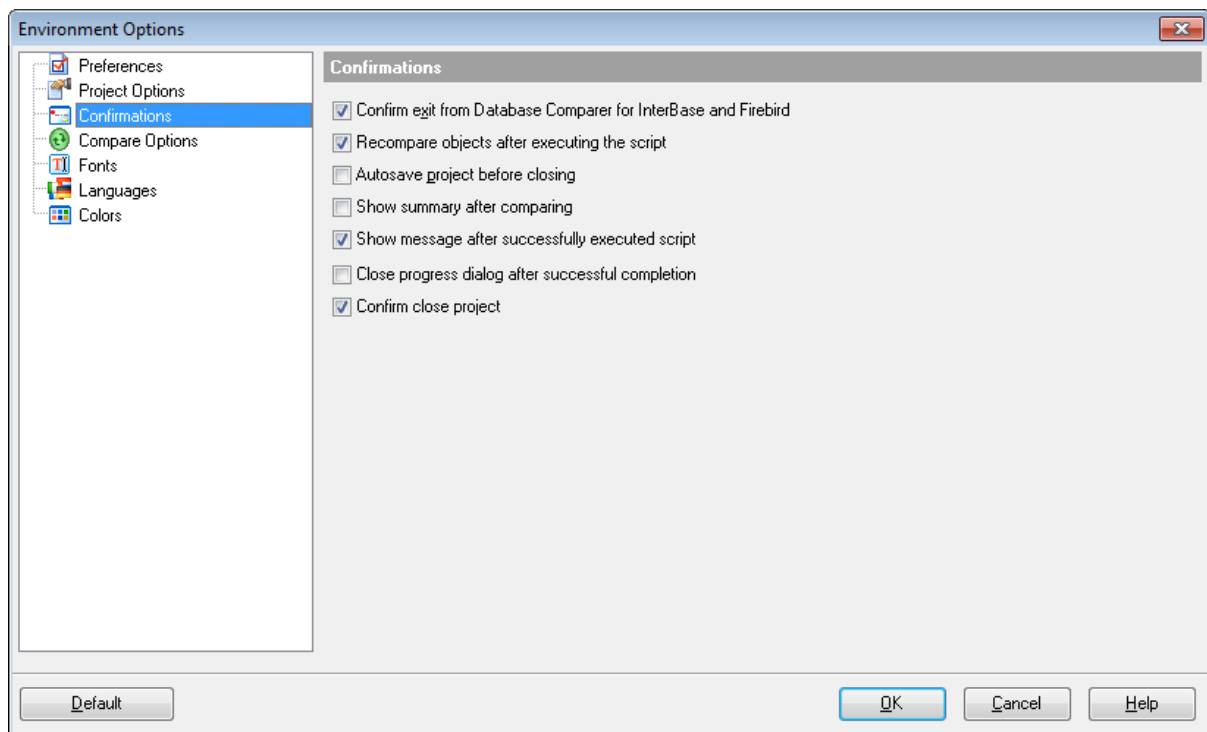 Environment Options
Preferences
Project Options
Confirmations
Compare Options
Fonts
Languages
Colors
Confirmations
Confirm exit from Database Comparer for InterBase and Firebird
Recompare objects after executing the script
Autosave project before closing
Show summary after comparing
Show message after successfully executed script
Close progress dialog after successful completion
Confirm close project
Default
OK
Cancel
Help